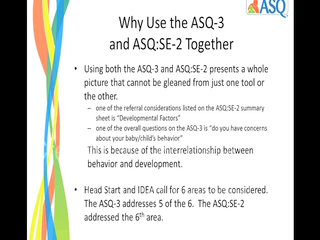 ASQ
Why Use the ASQ-3
and ASQ:SE-2 Together
• Using both the ASQ-3 and ASQ:SE-2 presents a whole
picture that cannot be gleaned from just one tool or
the other.
– one of the referral considerations listed on the ASQ:SE-2 summary
sheet is "Developmental Factors"
– one of the overall questions on the ASQ-3 is "do you have concerns
about your baby/child's behavior"
This is because of the interrelationship between
behavior and development.
• Head Start and IDEA call for 6 areas to be considered.
The ASQ-3 addresses 5 of the 6. The ASQ:SE-2
addressed the 6th area.